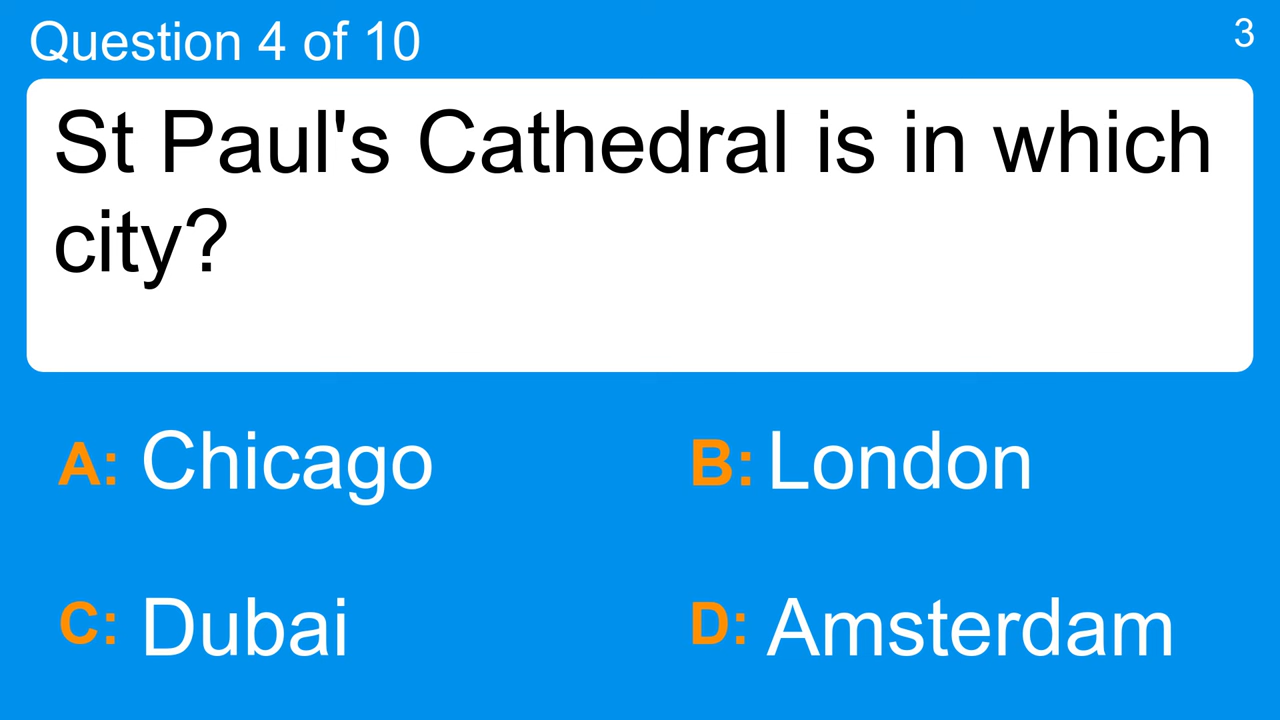 Question 4 of 10
3
St Paul's Cathedral is in which
city?
A: Chicago
B: London
C: Dubai
D: Amsterdam